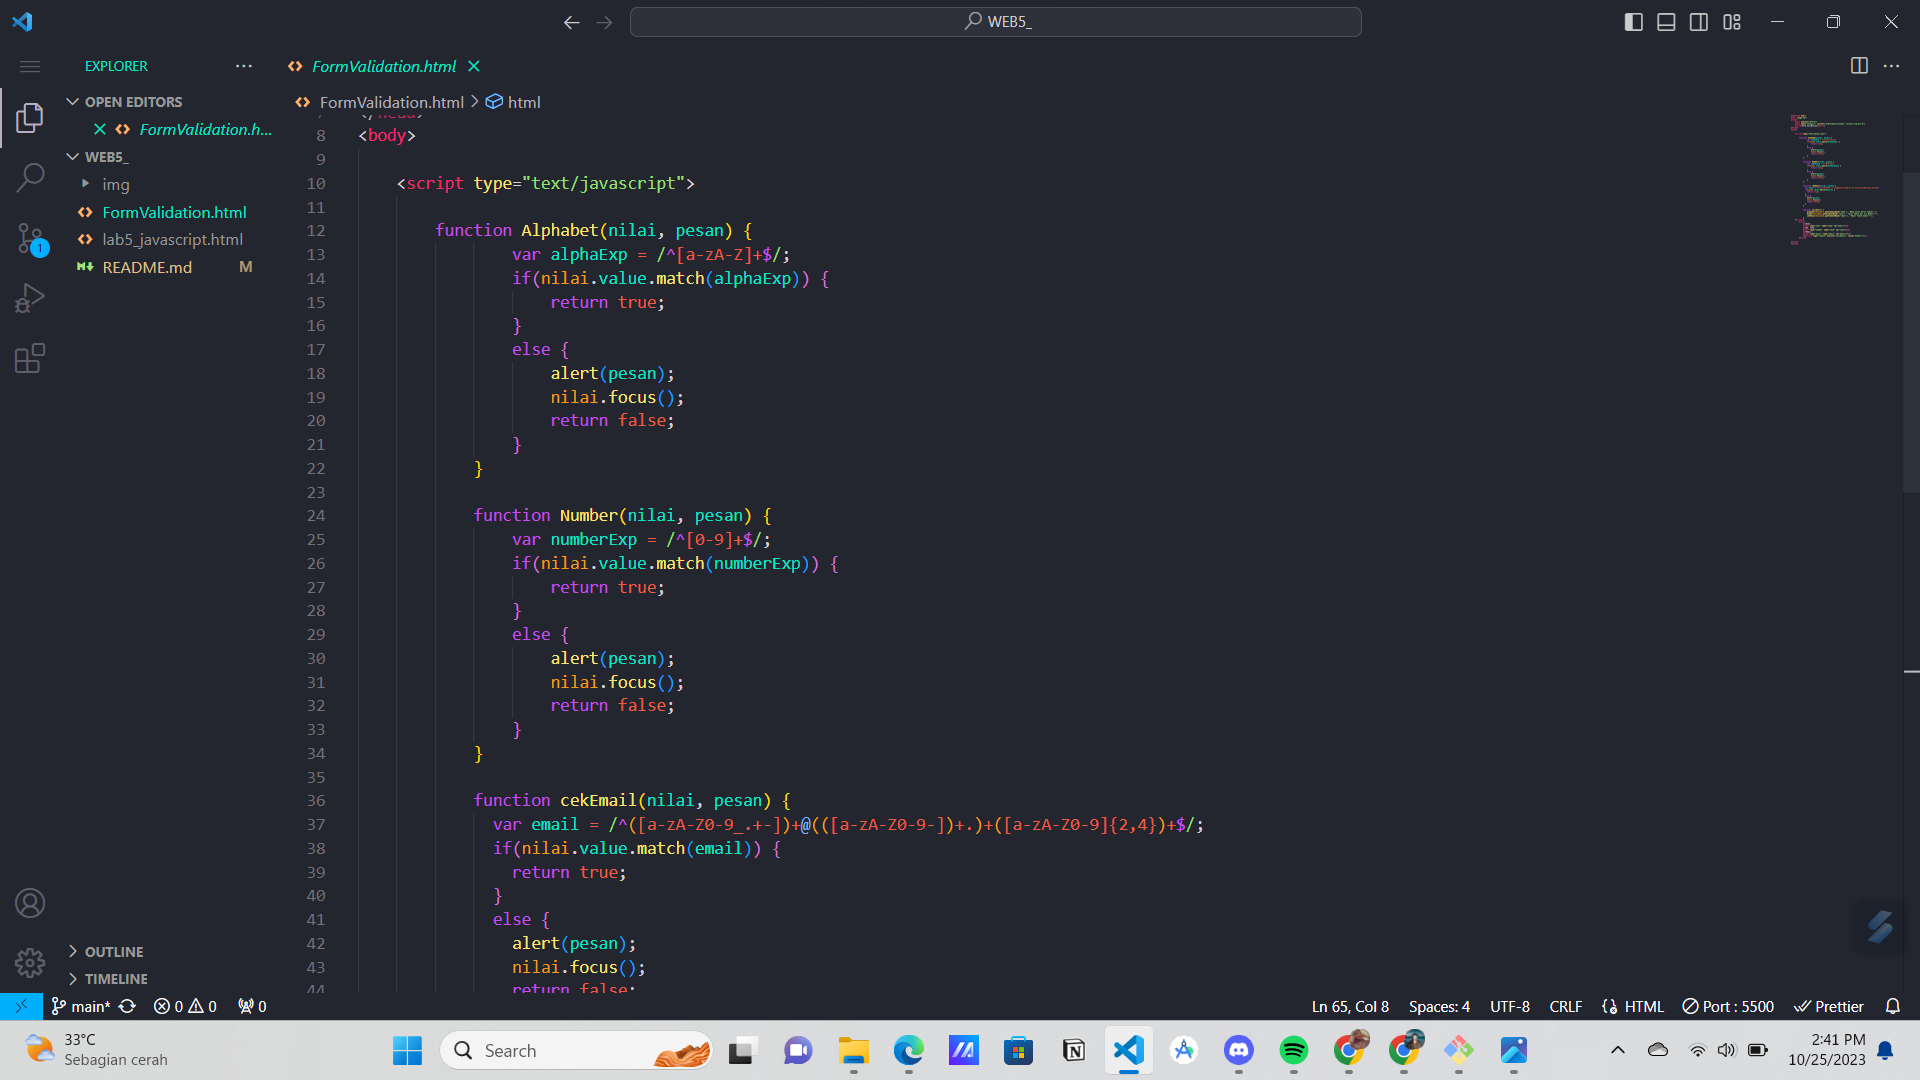 WEB5_
EXPLORER
FormValidation.html
OPEN EDITORS
FormValidation.h...
WEB5_
img
FormValidation.html
lab5_javascript.html
README.md M
1
FormValidation.html > html
8 <body>
9
10 <script type="text/javascript">
11
12 function Alphabet(nilai, pesan) {
13 var alphaExp = /^[a-zA-Z]+$/;
14 if(nilai.value.match(alphaExp)) {
15 return true;
16 }
17 else {
18 alert(pesan);
19 nilai.focus();
20 return false;
21 }
22 }
23
24 function Number(nilai, pesan) {
25 var numberExp = /^[0-9]+$/;
26 if(nilai.value.match(numberExp)) {
27 return true;
28 }
29 else {
30 alert(pesan);
31 nilai.focus();
32 return false;
33 }
34 }
35
36 function cekEmail(nilai, pesan) {
37 var email = /^([a-zA-Z0-9_.+-])+@(([a-zA-Z0-9-])+.)+([a-zA-Z0-9]{2,4})+$/;
38 if(nilai.value.match(email)) {
39 return true;
40 }
41 else {
42 alert(pesan);
43 nilai.focus();
44 return false;
OUTLINE
TIMELINE
main* 0 0 0
Ln 65, Col 8 Spaces: 4 UTF-8 CRLF HTML Port : 5500 Prettier
33°C
Sebagian cerah
Search
2:41 PM
10/25/2023